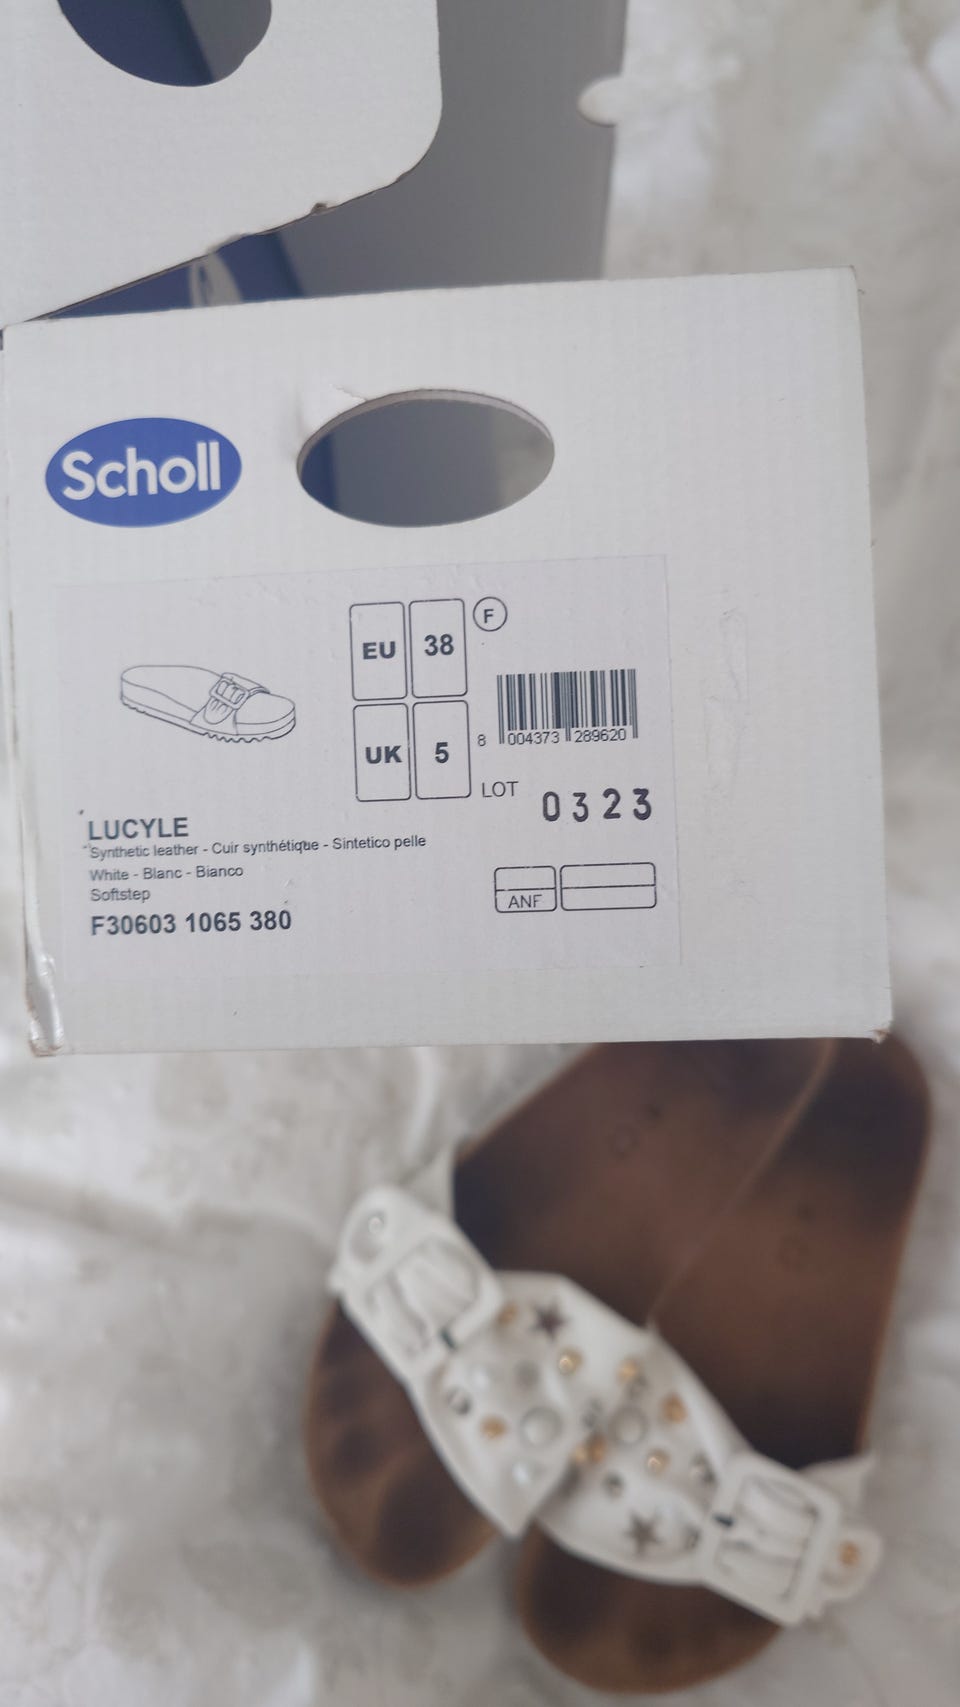 Scholl
EU 38
F
UK 5
8 004373 289620
LOT 0323
LUCYLE
Synthetic leather - Cuir synthétique - Sintetico pelle
White - Blanc - Bianco
Softstep
F30603 1065 380
ANF